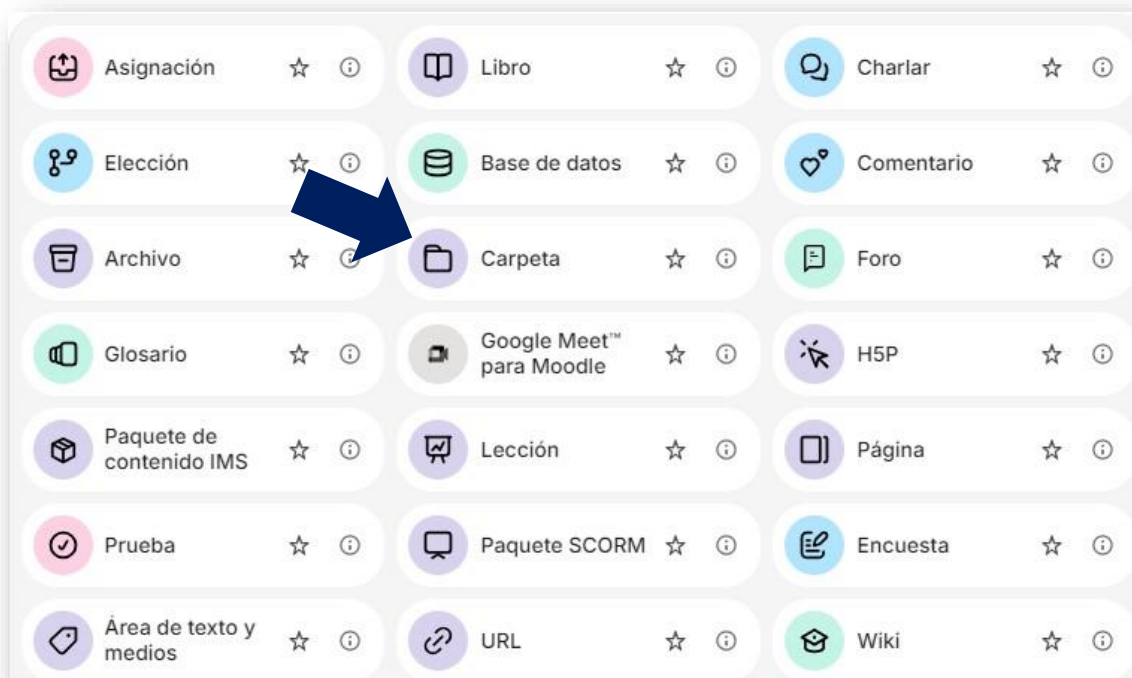 Asignación
Libro
Charlar
Elección
Base de datos
Comentario
Archivo
Carpeta
Foro
Glosario
Google Meet™
para Moodle
H5P
Paquete de
contenido IMS
Lección
Página
Prueba
Paquete SCORM
Encuesta
Área de texto y
medios
URL
Wiki